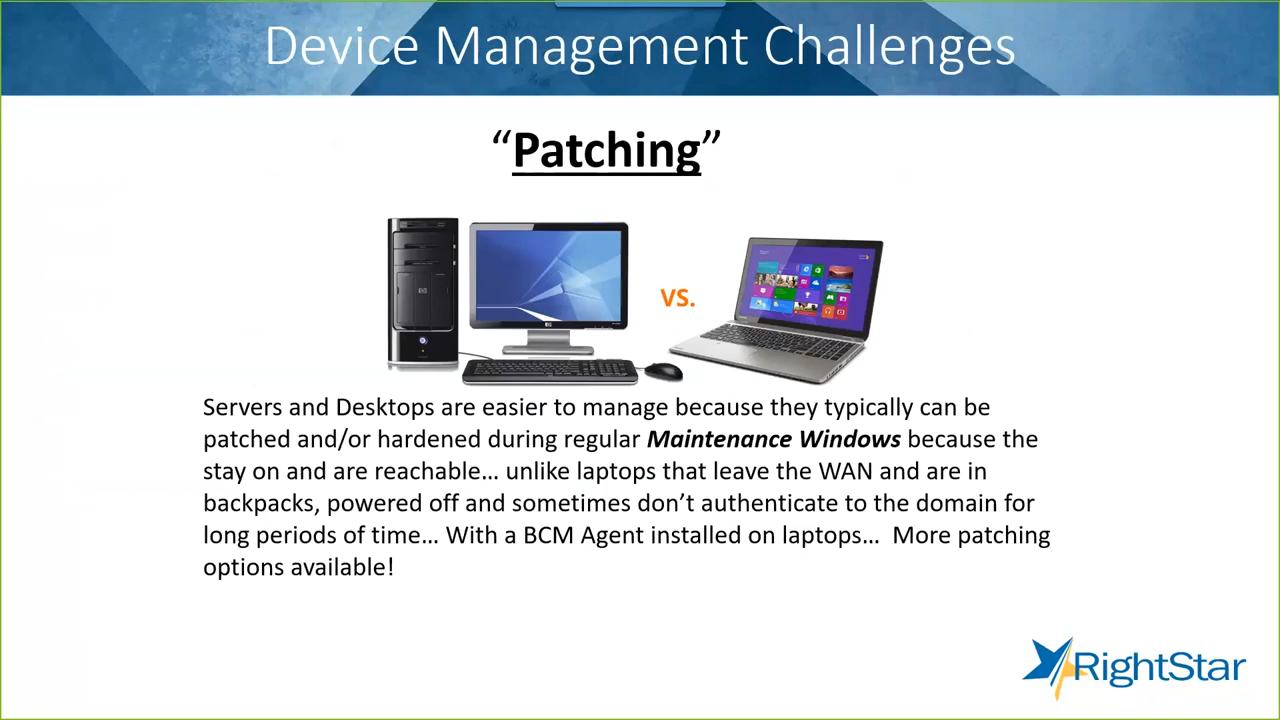 Device Management Challenges
“Patching”
VS.
Servers and Desktops are easier to manage because they typically can be
patched and/or hardened during regular Maintenance Windows because the
stay on and are reachable… unlike laptops that leave the WAN and are in
backpacks, powered off and sometimes don’t authenticate to the domain for
long periods of time… With a BCM Agent installed on laptops… More patching
options available!
RightStar